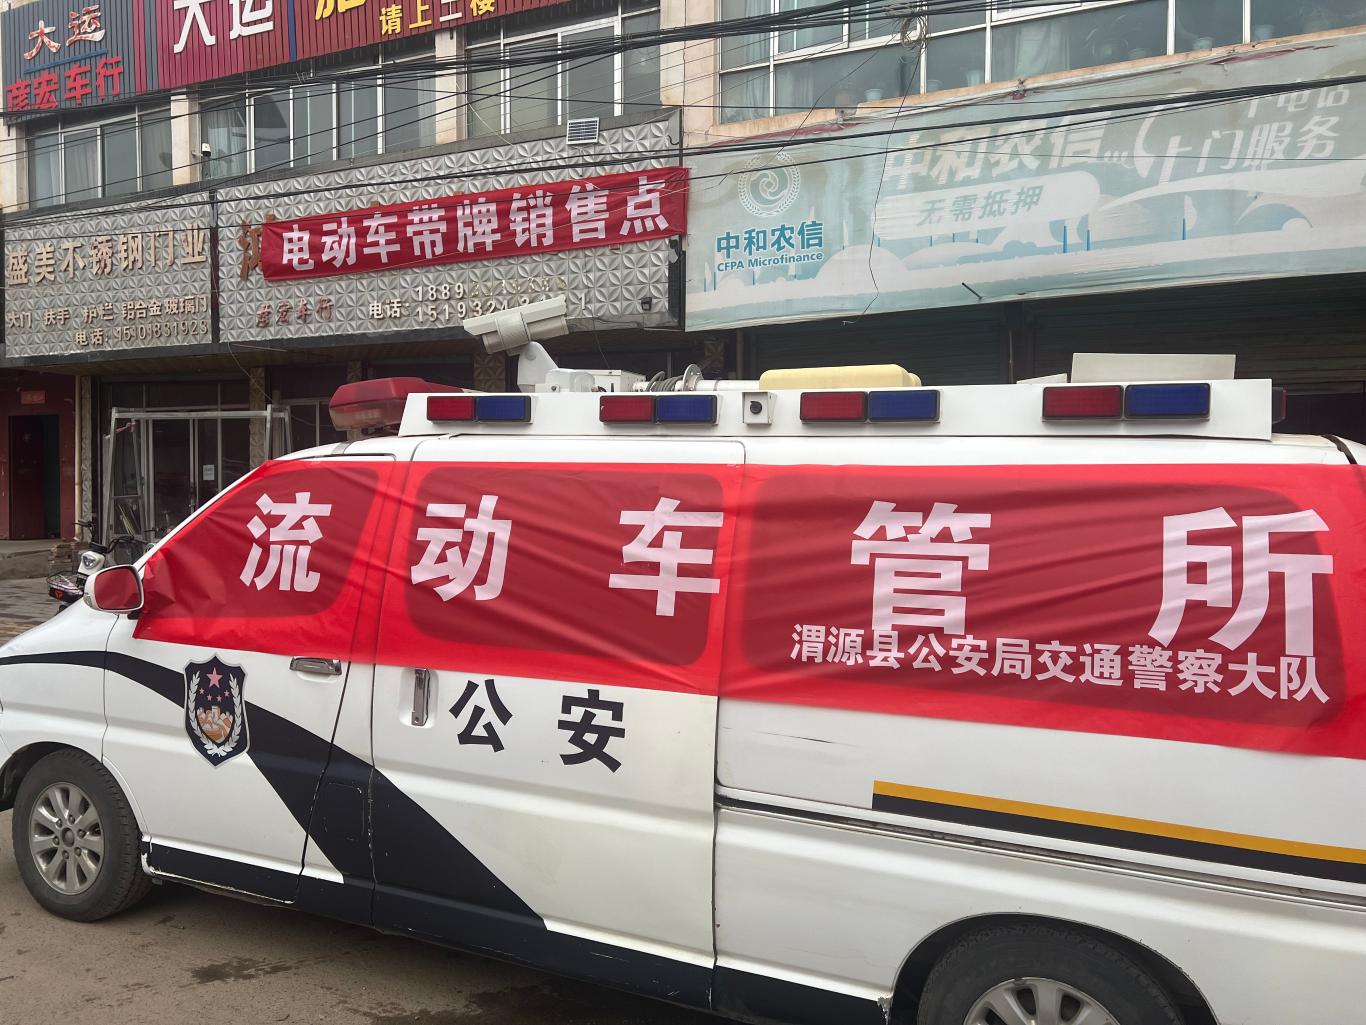 大运
彦宏车行
大运
请上二楼
盛美不锈钢门业
大门 扶手 护栏 铝合金玻璃门
电话:
电动车带牌销售点
彦宏车行
电话:
中和农信
CFPA Microfinance
中和农信
无需抵押
个电话
上门服务
流动车管所
渭源县公安局交通警察大队
公安